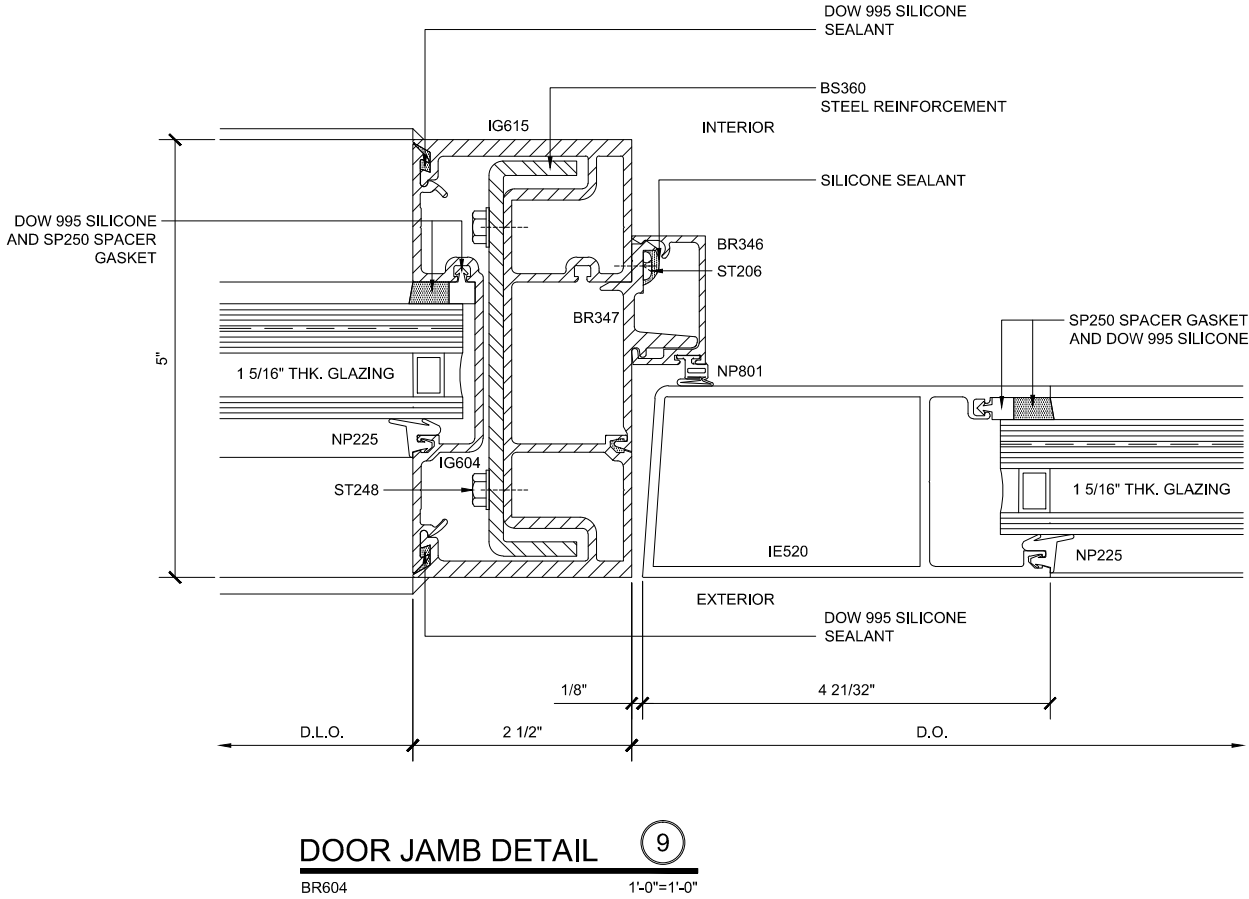 DOW 995 SILICONE
SEALANT
BS360
STEEL REINFORCEMENT
IG615
INTERIOR
SILICONE SEALANT
DOW 995 SILICONE
AND SP250 SPACER
GASKET
BR346
ST206
BR347
SP250 SPACER GASKET
AND DOW 995 SILICONE
5"
1 5/16" THK. GLAZING
NP801
NP225
IG604
ST248
1 5/16" THK. GLAZING
IE520
NP225
EXTERIOR
DOW 995 SILICONE
SEALANT
1/8"
4 21/32"
D.L.O.
2 1/2"
D.O.
DOOR JAMB DETAIL
9
BR604
1'-0"=1'-0"